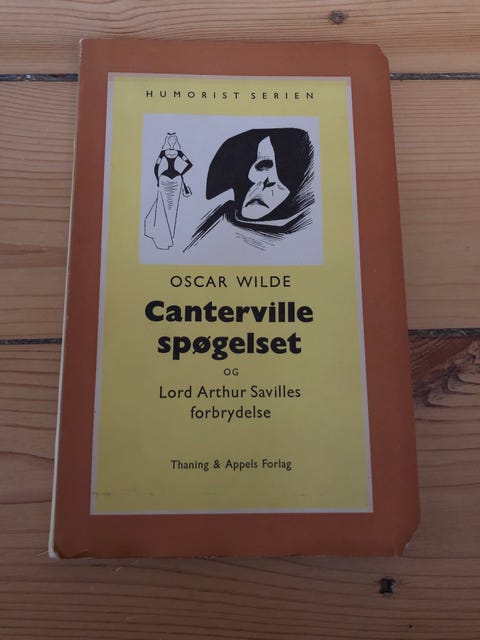 HUMORIST SERIEN
OSCAR WILDE
Canterville
spøgelset
OG
Lord Arthur Savilles
forbrydelse
Thaning & Appels Forlag